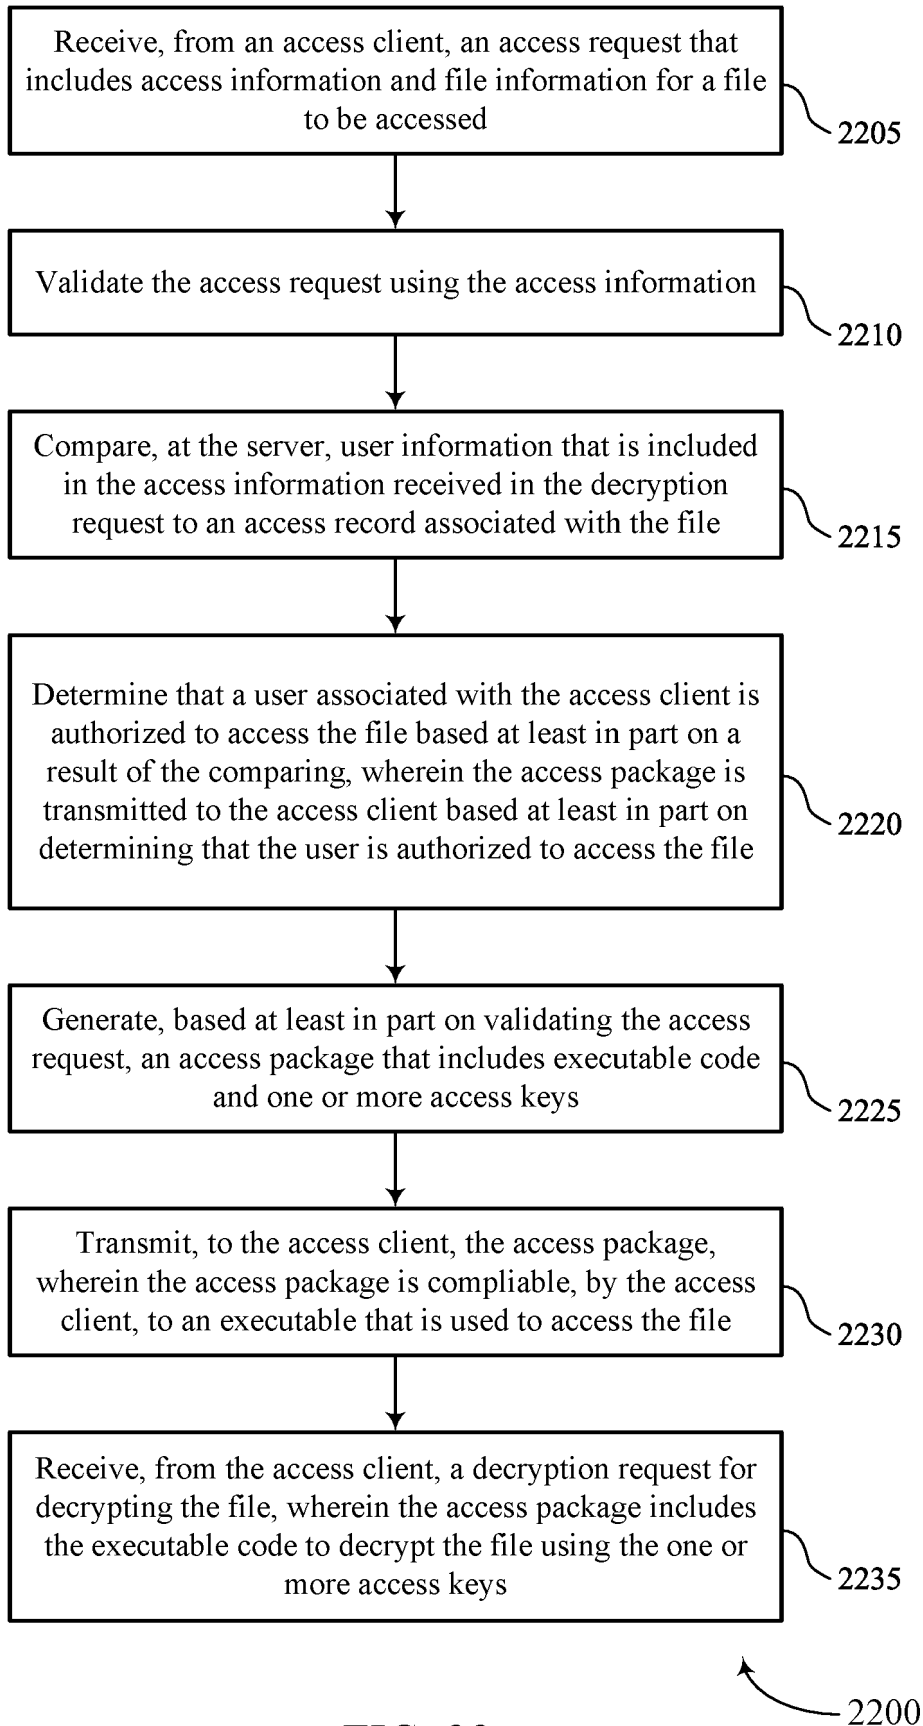 Receive, from an access client, an access request that
includes access information and file information for a file
to be accessed
2205
Validate the access request using the access information
2210
Compare, at the server, user information that is included
in the access information received in the decryption
request to an access record associated with the file
2215
Determine that a user associated with the access client is
authorized to access the file based at least in part on a
result of the comparing, wherein the access package is
transmitted to the access client based at least in part on
determining that the user is authorized to access the file
2220
Generate, based at least in part on validating the access
request, an access package that includes executable code
and one or more access keys
2225
Transmit, to the access client, the access package,
wherein the access package is compliable, by the access
client, to an executable that is used to access the file
2230
Receive, from the access client, a decryption request for
decrypting the file, wherein the access package includes
the executable code to decrypt the file using the one or
more access keys
2235
2200